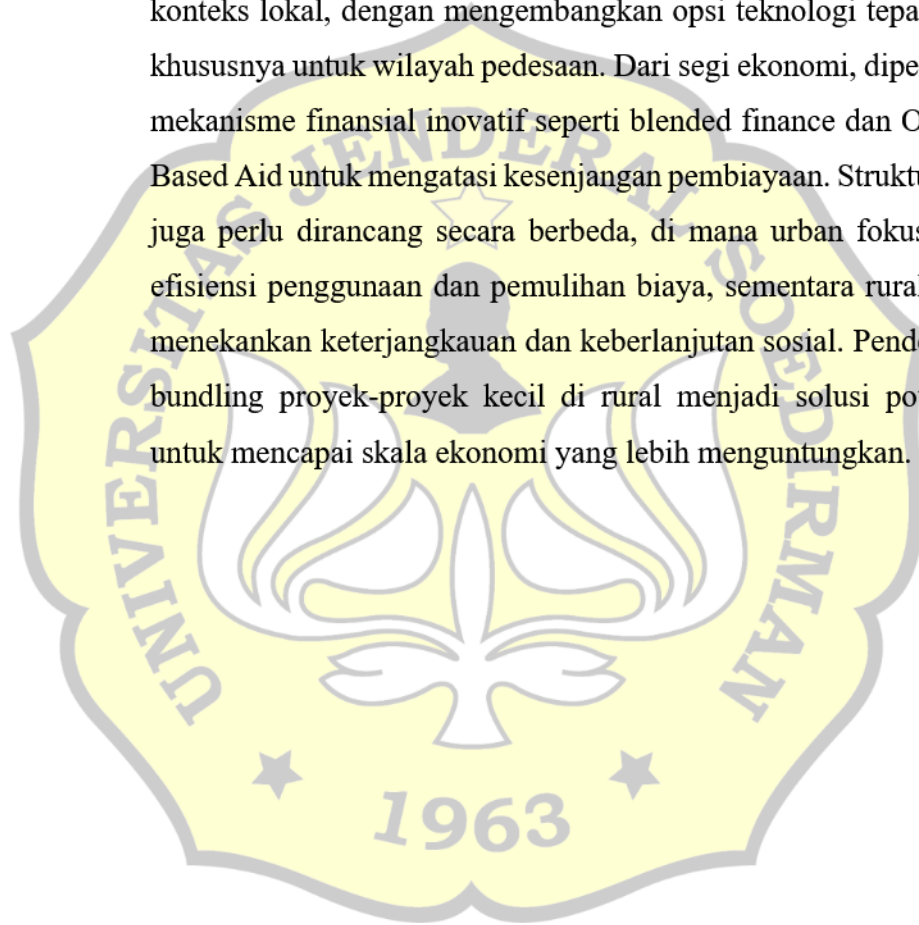 konteks lokal, dengan mengembangkan opsi teknologi tepa
khususnya untuk wilayah pedesaan. Dari segi ekonomi, dipe
mekanisme finansial inovatif seperti blended finance dan O
Based Aid untuk mengatasi kesenjangan pembiayaan. Struktu
juga perlu dirancang secara berbeda, di mana urban fokus
efisiensi penggunaan dan pemulihan biaya, sementara rural
menekankan keterjangkauan dan keberlanjutan sosial. Pende
bundling proyek-proyek kecil di rural menjadi solusi po
untuk mencapai skala ekonomi yang lebih menguntungkan.
UNIVERSITAS JENDERAL SOEDIRMAN
1963